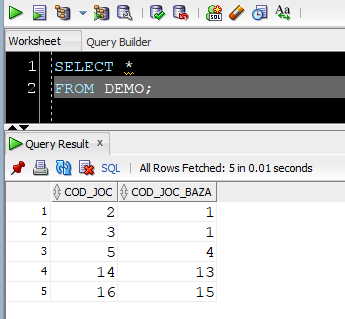 Worksheet Query Builder
1 SELECT *
2 FROM DEMO;
Query Result ×
SQL | All Rows Fetched: 5 in 0.01 seconds
COD_JOC COD_JOC_BAZA
1 2 1
2 3 1
3 5 4
4 14 13
5 16 15